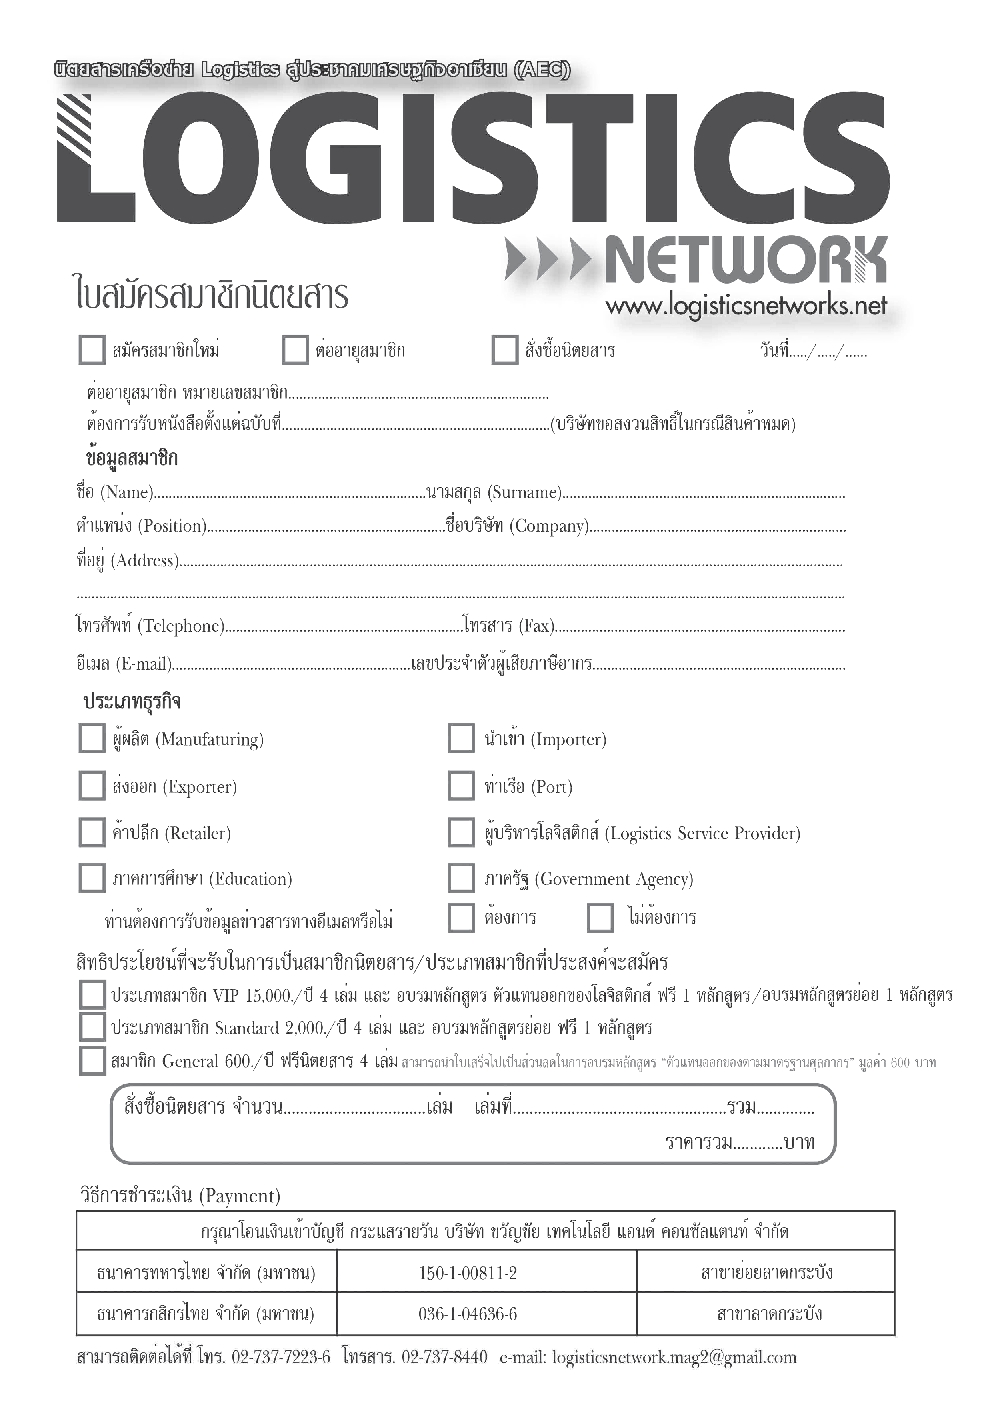 นิตยสารเครือข่าย Logistics สู่ประชาคมเศรษฐกิจอาเซียน (AEC)
LOGISTICS
NETWORK
www.logisticsnetworks.net
ใบสมัครสมาชิกนิตยสาร
สมัครสมาชิกใหม่ ต่ออายุสมาชิก สั่งซื้อนิตยสาร วันที่...../...../......
ต่ออายุสมาชิก หมายเลขสมาชิก......................................................................
ต้องการรับหนังสือตั้งแต่ฉบับที่........................................................................(บริษัทขอสงวนสิทธิ์ในกรณีสินค้าหมด)
ข้อมูลสมาชิก
ชื่อ (Name).........................................................................นามสกุล (Surname)............................................................................
ตำแหน่ง (Position)................................................................ชื่อบริษัท (Company).....................................................................
ที่อยู่ (Address).................................................................................................................................................................................
.............................................................................................................................................................................................................
โทรศัพท์ (Telephone)................................................................โทรสาร (Fax)..............................................................................
อีเมล (E-mail)................................................................เลขประจำตัวผู้เสียภาษีอากร....................................................................
ประเภทธุรกิจ
ผู้ผลิต (Manufaturing) นำเข้า (Importer)
ส่งออก (Exporter) ท่าเรือ (Port)
ค้าปลีก (Retailer) ผู้บริหารโลจิสติกส์ (Logistics Service Provider)
ภาคการศึกษา (Education) ภาครัฐ (Government Agency)
ท่านต้องการรับข้อมูลข่าวสารทางอีเมลหรือไม่ ต้องการ ไม่ต้องการ
สิทธิประโยชน์ที่จะรับในการเป็นสมาชิกนิตยสาร/ประเภทสมาชิกที่ประสงค์จะสมัคร
ประเภทสมาชิก VIP 15,000./ปี 4 เล่ม และ อบรมหลักสูตร ตัวแทนออกของโลจิสติกส์ ฟรี 1 หลักสูตร/อบรมหลักสูตรย่อย 1 หลักสูตร
ประเภทสมาชิก Standard 2,000./ปี 4 เล่ม และ อบรมหลักสูตรย่อย ฟรี 1 หลักสูตร
สมาชิก General 600./ปี ฟรีนิตยสาร 4 เล่ม สามารถนำใบเสร็จไปเป็นส่วนลดในการอบรมหลักสูตร “ตัวแทนออกของตามมาตรฐานศุลกากร” มูลค่า 600 บาท
สั่งซื้อนิตยสาร จำนวน..................................เล่ม เล่มที่...................................................รวม..............
ราคารวม............บาท
วิธีการชำระเงิน (Payment)
กรุณาโอนเงินเข้าบัญชี กระแสรายวัน บริษัท ขวัญชัย เทคโนโลยี แอนด์ คอนซัลแตนท์ จำกัด
ธนาคารทหารไทย จำกัด (มหาชน) 150-1-00811-2 สาขาย่อยลาดกระบัง
ธนาคารกสิกรไทย จำกัด (มหาชน) 036-1-04636-6 สาขาลาดกระบัง
สามารถติดต่อได้ที่ โทร. 02-737-7223-6 โทรสาร. 02-737-8440 e-mail: logisticsnetwork.mag2@gmail.com